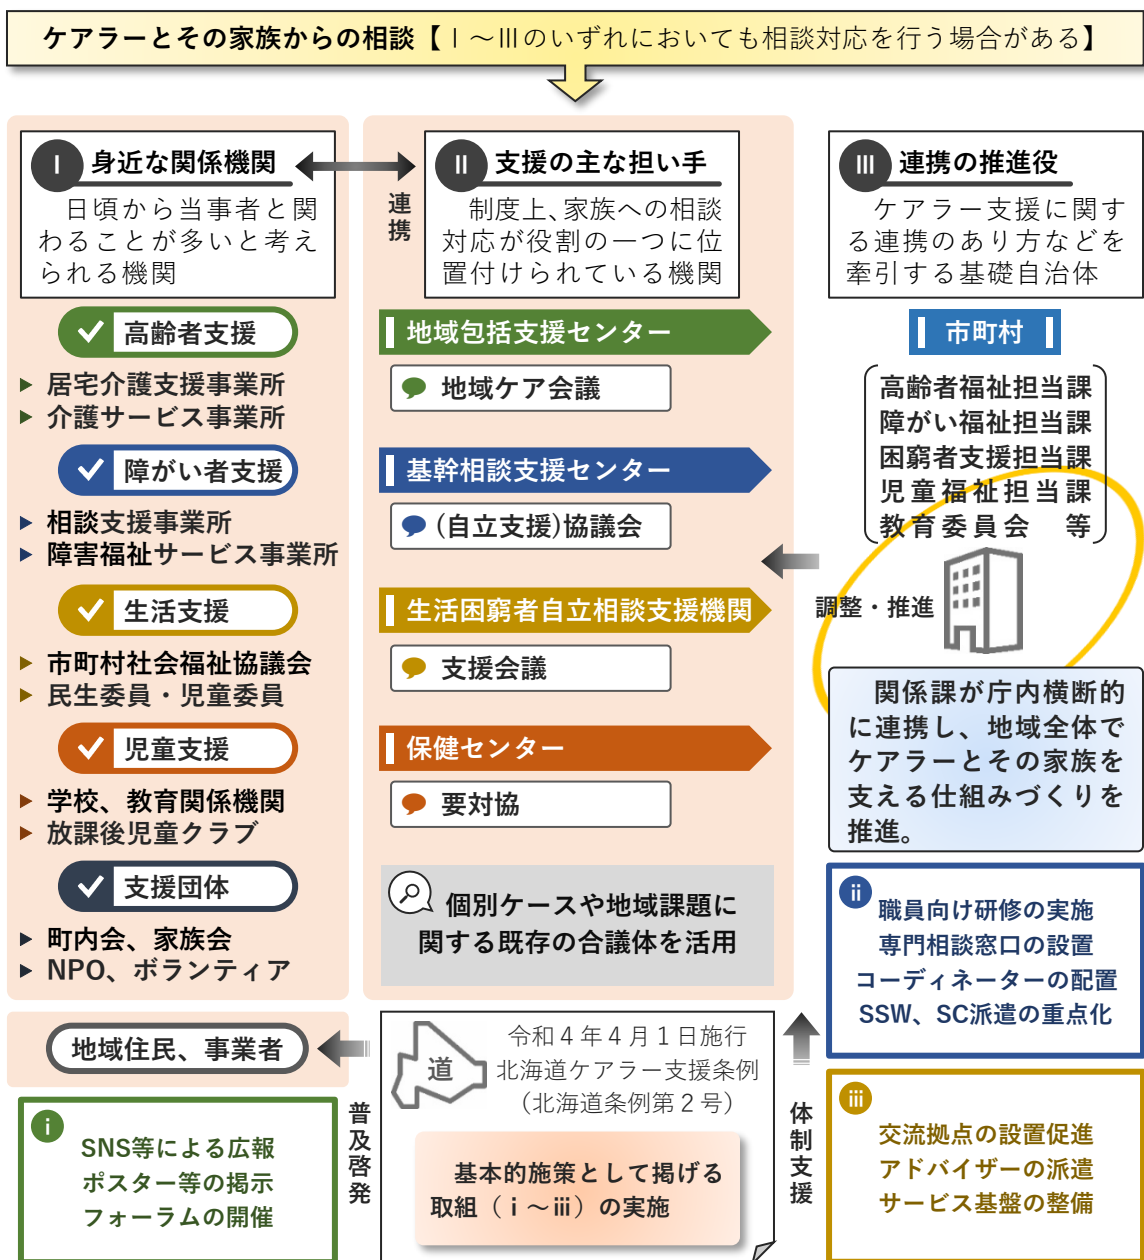 ケアラーとその家族からの相談【Ⅰ～Ⅲのいずれにおいても相談対応を行う場合がある】
Ⅰ 身近な関係機関
日頃から当事者と関
わることが多いと考え
られる機関
連携
Ⅱ 支援の主な担い手
制度上、家族への相談
対応が役割の一つに位
置付けられている機関
Ⅲ 連携の推進役
ケアラー支援に関す
る連携のあり方などを
牽引する基礎自治体
高齢者支援
居宅介護支援事業所
介護サービス事業所
障がい者支援
相談支援事業所
障害福祉サービス事業所
生活支援
市町村社会福祉協議会
民生委員・児童委員
児童支援
学校、教育関係機関
放課後児童クラブ
支援団体
町内会、家族会
NPO、ボランティア
地域包括支援センター
地域ケア会議
基幹相談支援センター
(自立支援)協議会
生活困窮者自立相談支援機関
支援会議
保健センター
要対協
個別ケースや地域課題に
関する既存の合議体を活用
市町村
高齢者福祉担当課
障がい福祉担当課
困窮者支援担当課
児童福祉担当課
教育委員会　等
調整・推進
関係課が庁内横断的
に連携し、地域全体で
ケアラーとその家族を
支える仕組みづくりを
推進。
地域住民、事業者
普及啓発
ⅰ
SNS等による広報
ポスター等の掲示
フォーラムの開催
道
令和４年４月１日施行
北海道ケアラー支援条例
（北海道条例第２号）
基本的施策として掲げる
取組（ⅰ～ⅲ）の実施
体制支援
ⅱ
職員向け研修の実施
専門相談窓口の設置
コーディネーターの配置
SSW、SC派遣の重点化
ⅲ
交流拠点の設置促進
アドバイザーの派遣
サービス基盤の整備